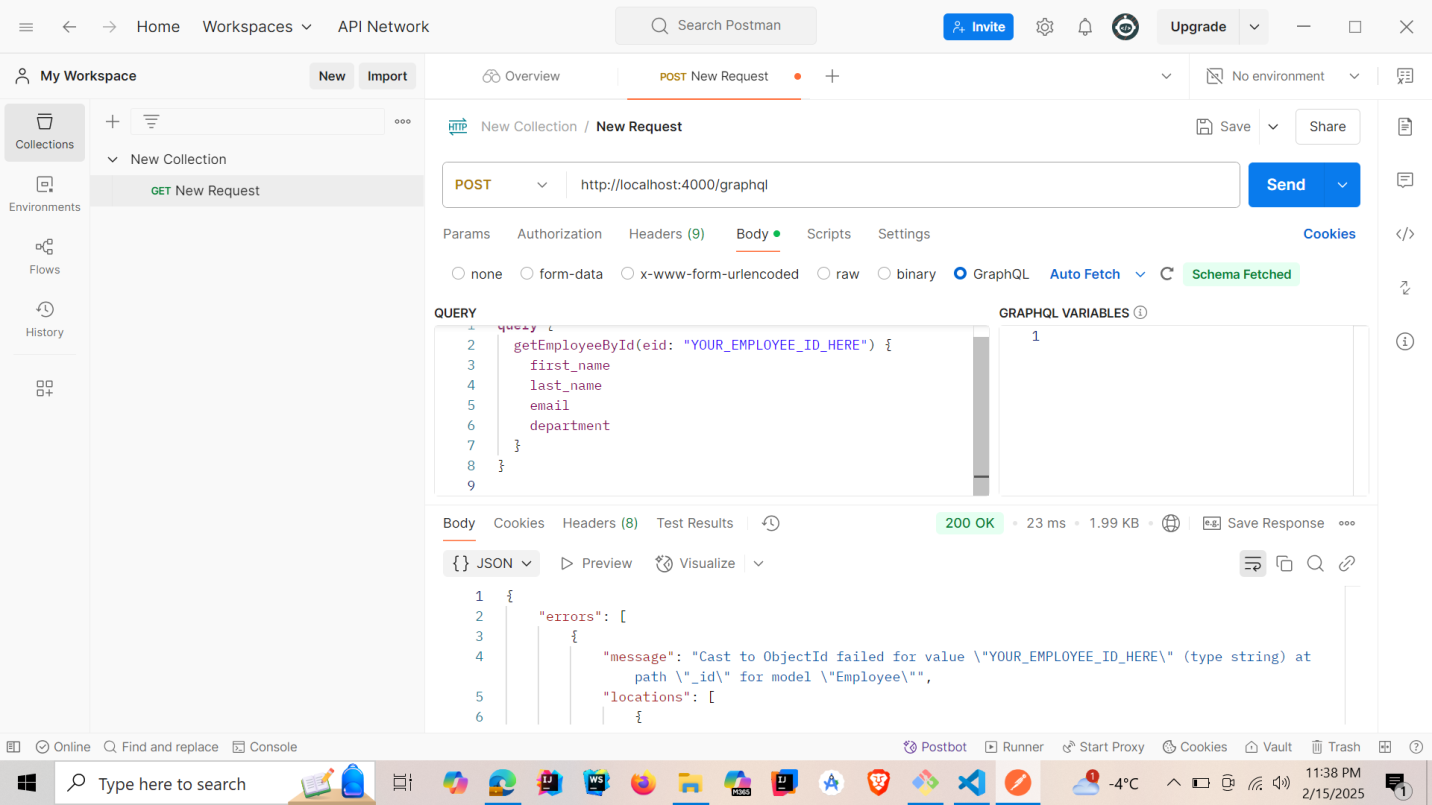 Home Workspaces API Network Search Postman Invite Upgrade
My Workspace New Import Overview POST New Request No environment
Collections
New Collection / New Request Save Share
New Collection
GET New Request
POST http://localhost:4000/graphql Send
Environments
Flows
History
Params Authorization Headers (9) Body Scripts Settings Cookies
none form-data x-www-form-urlencoded raw binary GraphQL Auto Fetch Schema Fetched
QUERY GRAPHQL VARIABLES
1 query {
2 getEmployeeById(eid: "YOUR_EMPLOYEE_ID_HERE") {
3 first_name
4 last_name
5 email
6 department
7 }
8 }
9
1
Body Cookies Headers (8) Test Results 200 OK 23 ms 1.99 KB e.g. Save Response
{} JSON Preview Visualize
1 {
2 "errors": [
3 {
4 "message": "Cast to ObjectId failed for value \"YOUR_EMPLOYEE_ID_HERE\" (type string) at
path \"_id\" for model \"Employee\"",
5 "locations": [
6 {
Online Find and replace Console Postbot Runner Start Proxy Cookies Vault Trash
Type here to search -4°C 11:38 PM
2/15/2025